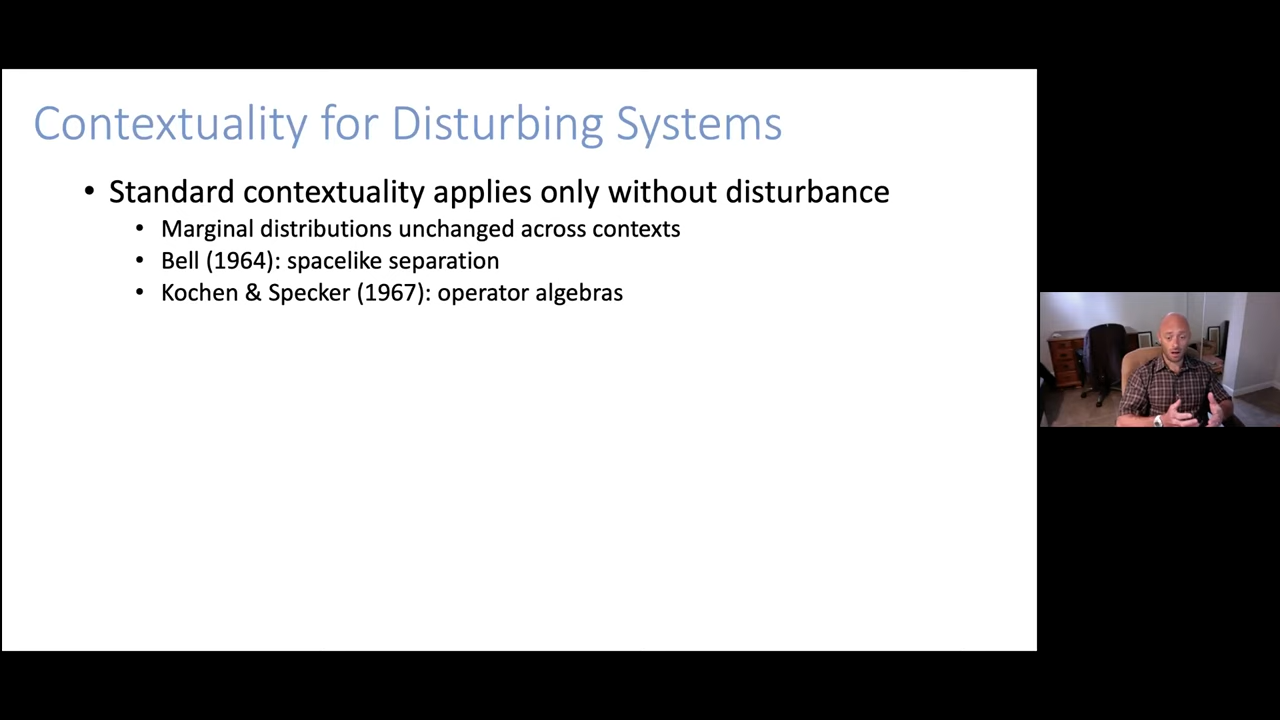 Contextuality for Disturbing Systems
• Standard contextuality applies only without disturbance
• Marginal distributions unchanged across contexts
• Bell (1964): spacelike separation
• Kochen & Specker (1967): operator algebras